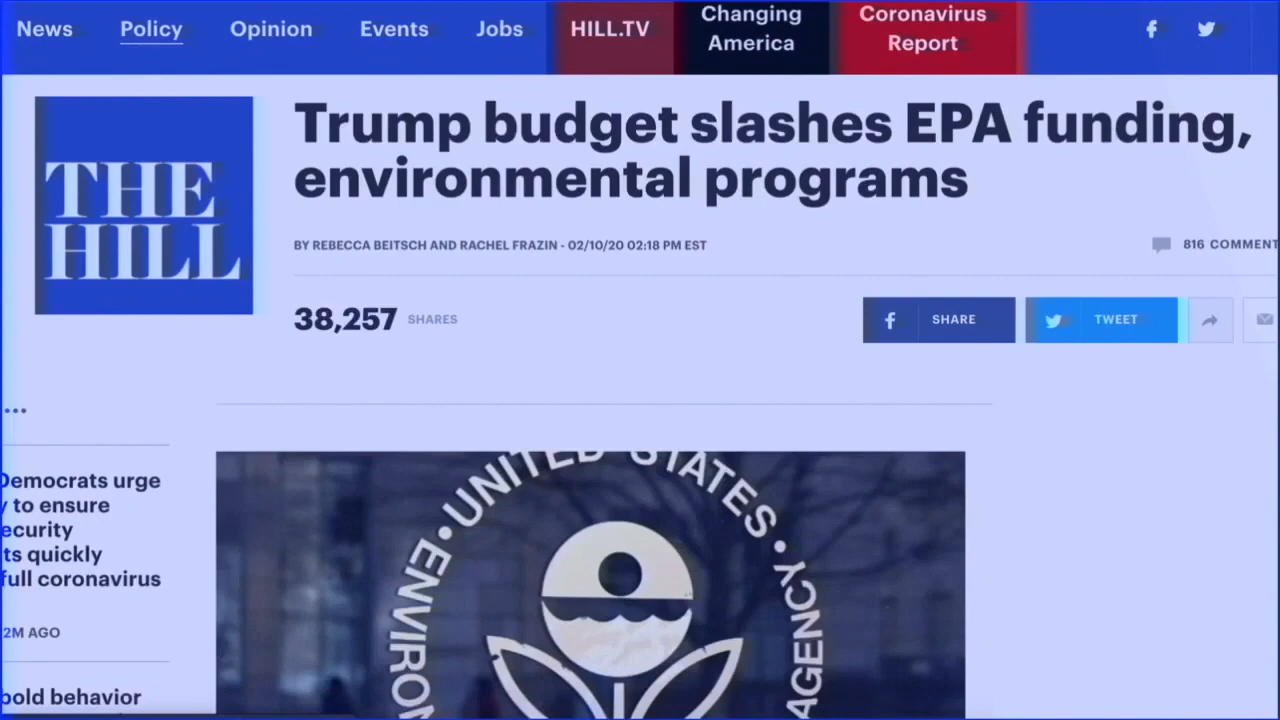 News Policy Opinion Events Jobs HILL.TV Changing America Coronavirus Report
THE
HILL
Trump budget slashes EPA funding,
environmental programs
BY REBECCA BEITSCH AND RACHEL FRAZIN - 02/10/20 02:18 PM EST
816 COMMENT
38,257 SHARES
SHARE
TWEET
...
Democrats urge
y to ensure
ecurity
ts quickly
full coronavirus
2M AGO
bold behavior
UNITED STATES
ENVIRON
AGENCY